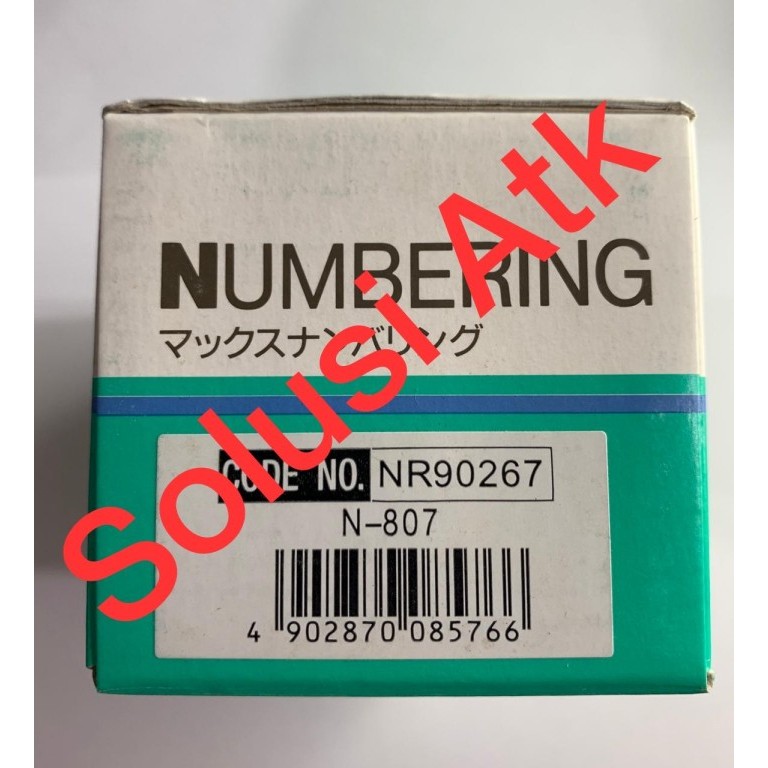 NUMBERING
マックスナンバリング
Solusi Atk
CODE NO. NR90267
N-807
4 902870 085766